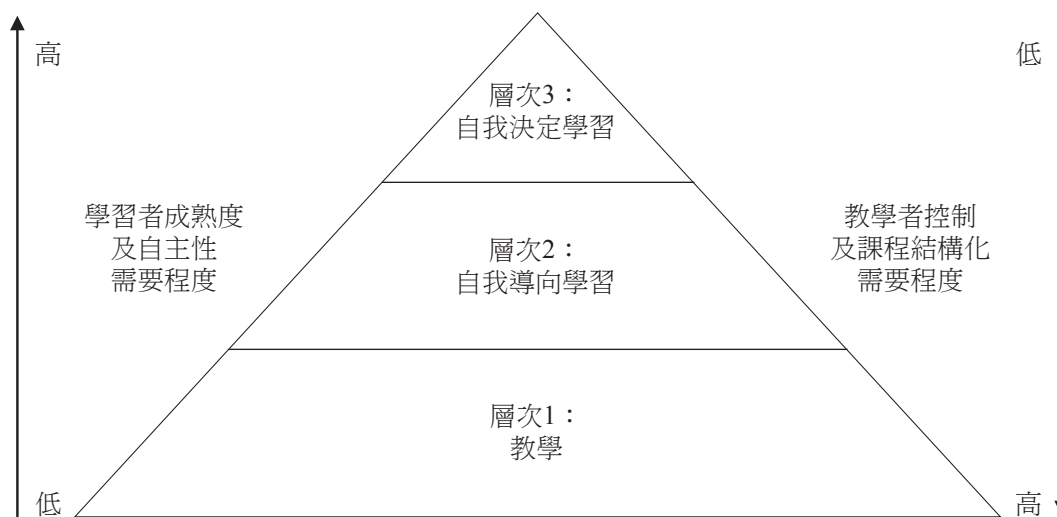 高
低
層次3：
自我決定學習
學習者成熟度
及自主性
需要程度
層次2：
自我導向學習
教學者控制
及課程結構化
需要程度
層次1：
教學
低
高